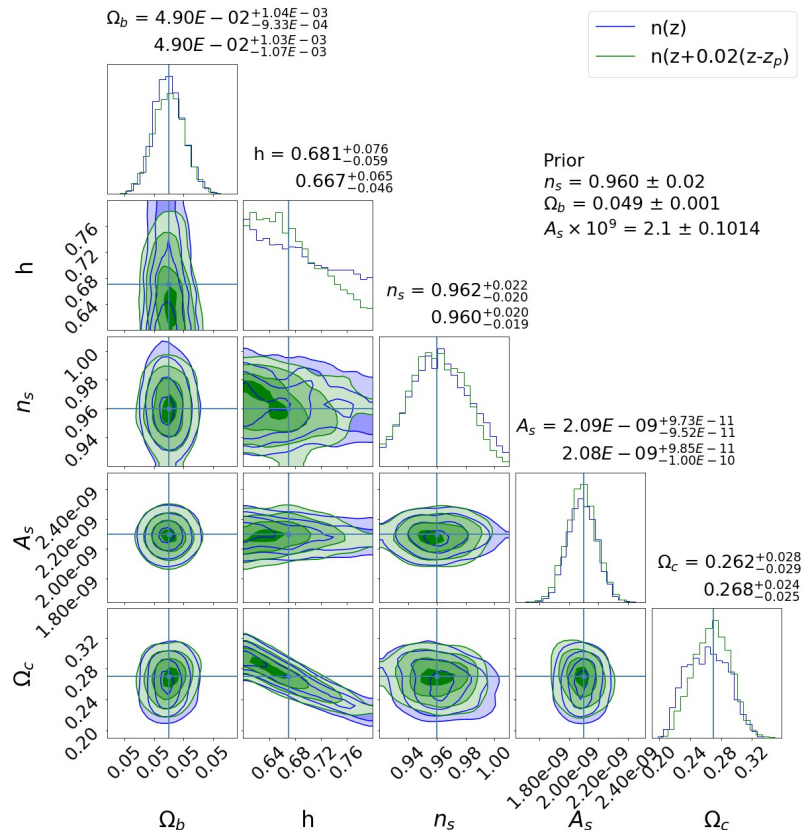 Ω_b = 4.90E − 02^{+1.04E − 03}_{-9.33E − 04}
4.90E − 02^{+1.03E − 03}_{-1.07E − 03}
n(z)
n(z+0.02(z-z_p)
h = 0.681^{+0.076}_{-0.059}
0.667^{+0.065}_{-0.046}
Prior
n_s = 0.960 ± 0.02
Ω_b = 0.049 ± 0.001
A_s × 10^9 = 2.1 ± 0.1014
h
0.76
0.72
0.68
0.64
n_s = 0.962^{+0.022}_{-0.020}
0.960^{+0.020}_{-0.019}
n_s
1.00
0.98
0.96
0.94
A_s = 2.09E − 09^{+9.73E − 11}_{-9.52E − 11}
2.08E − 09^{+9.85E − 11}_{-1.00E − 10}
A_s
2.40e-09
2.20e-09
2.00e-09
1.80e-09
Ω_c = 0.262^{+0.028}_{-0.029}
0.268^{+0.024}_{-0.025}
Ω_c
0.32
0.28
0.24
0.20
0.05 0.05 0.05 0.05
0.64 0.68 0.72 0.76
0.94 0.96 0.98 1.00
1.80e-09 2.00e-09 2.20e-09 2.40e-09
0.20 0.24 0.28 0.32
Ω_b h n_s A_s Ω_c